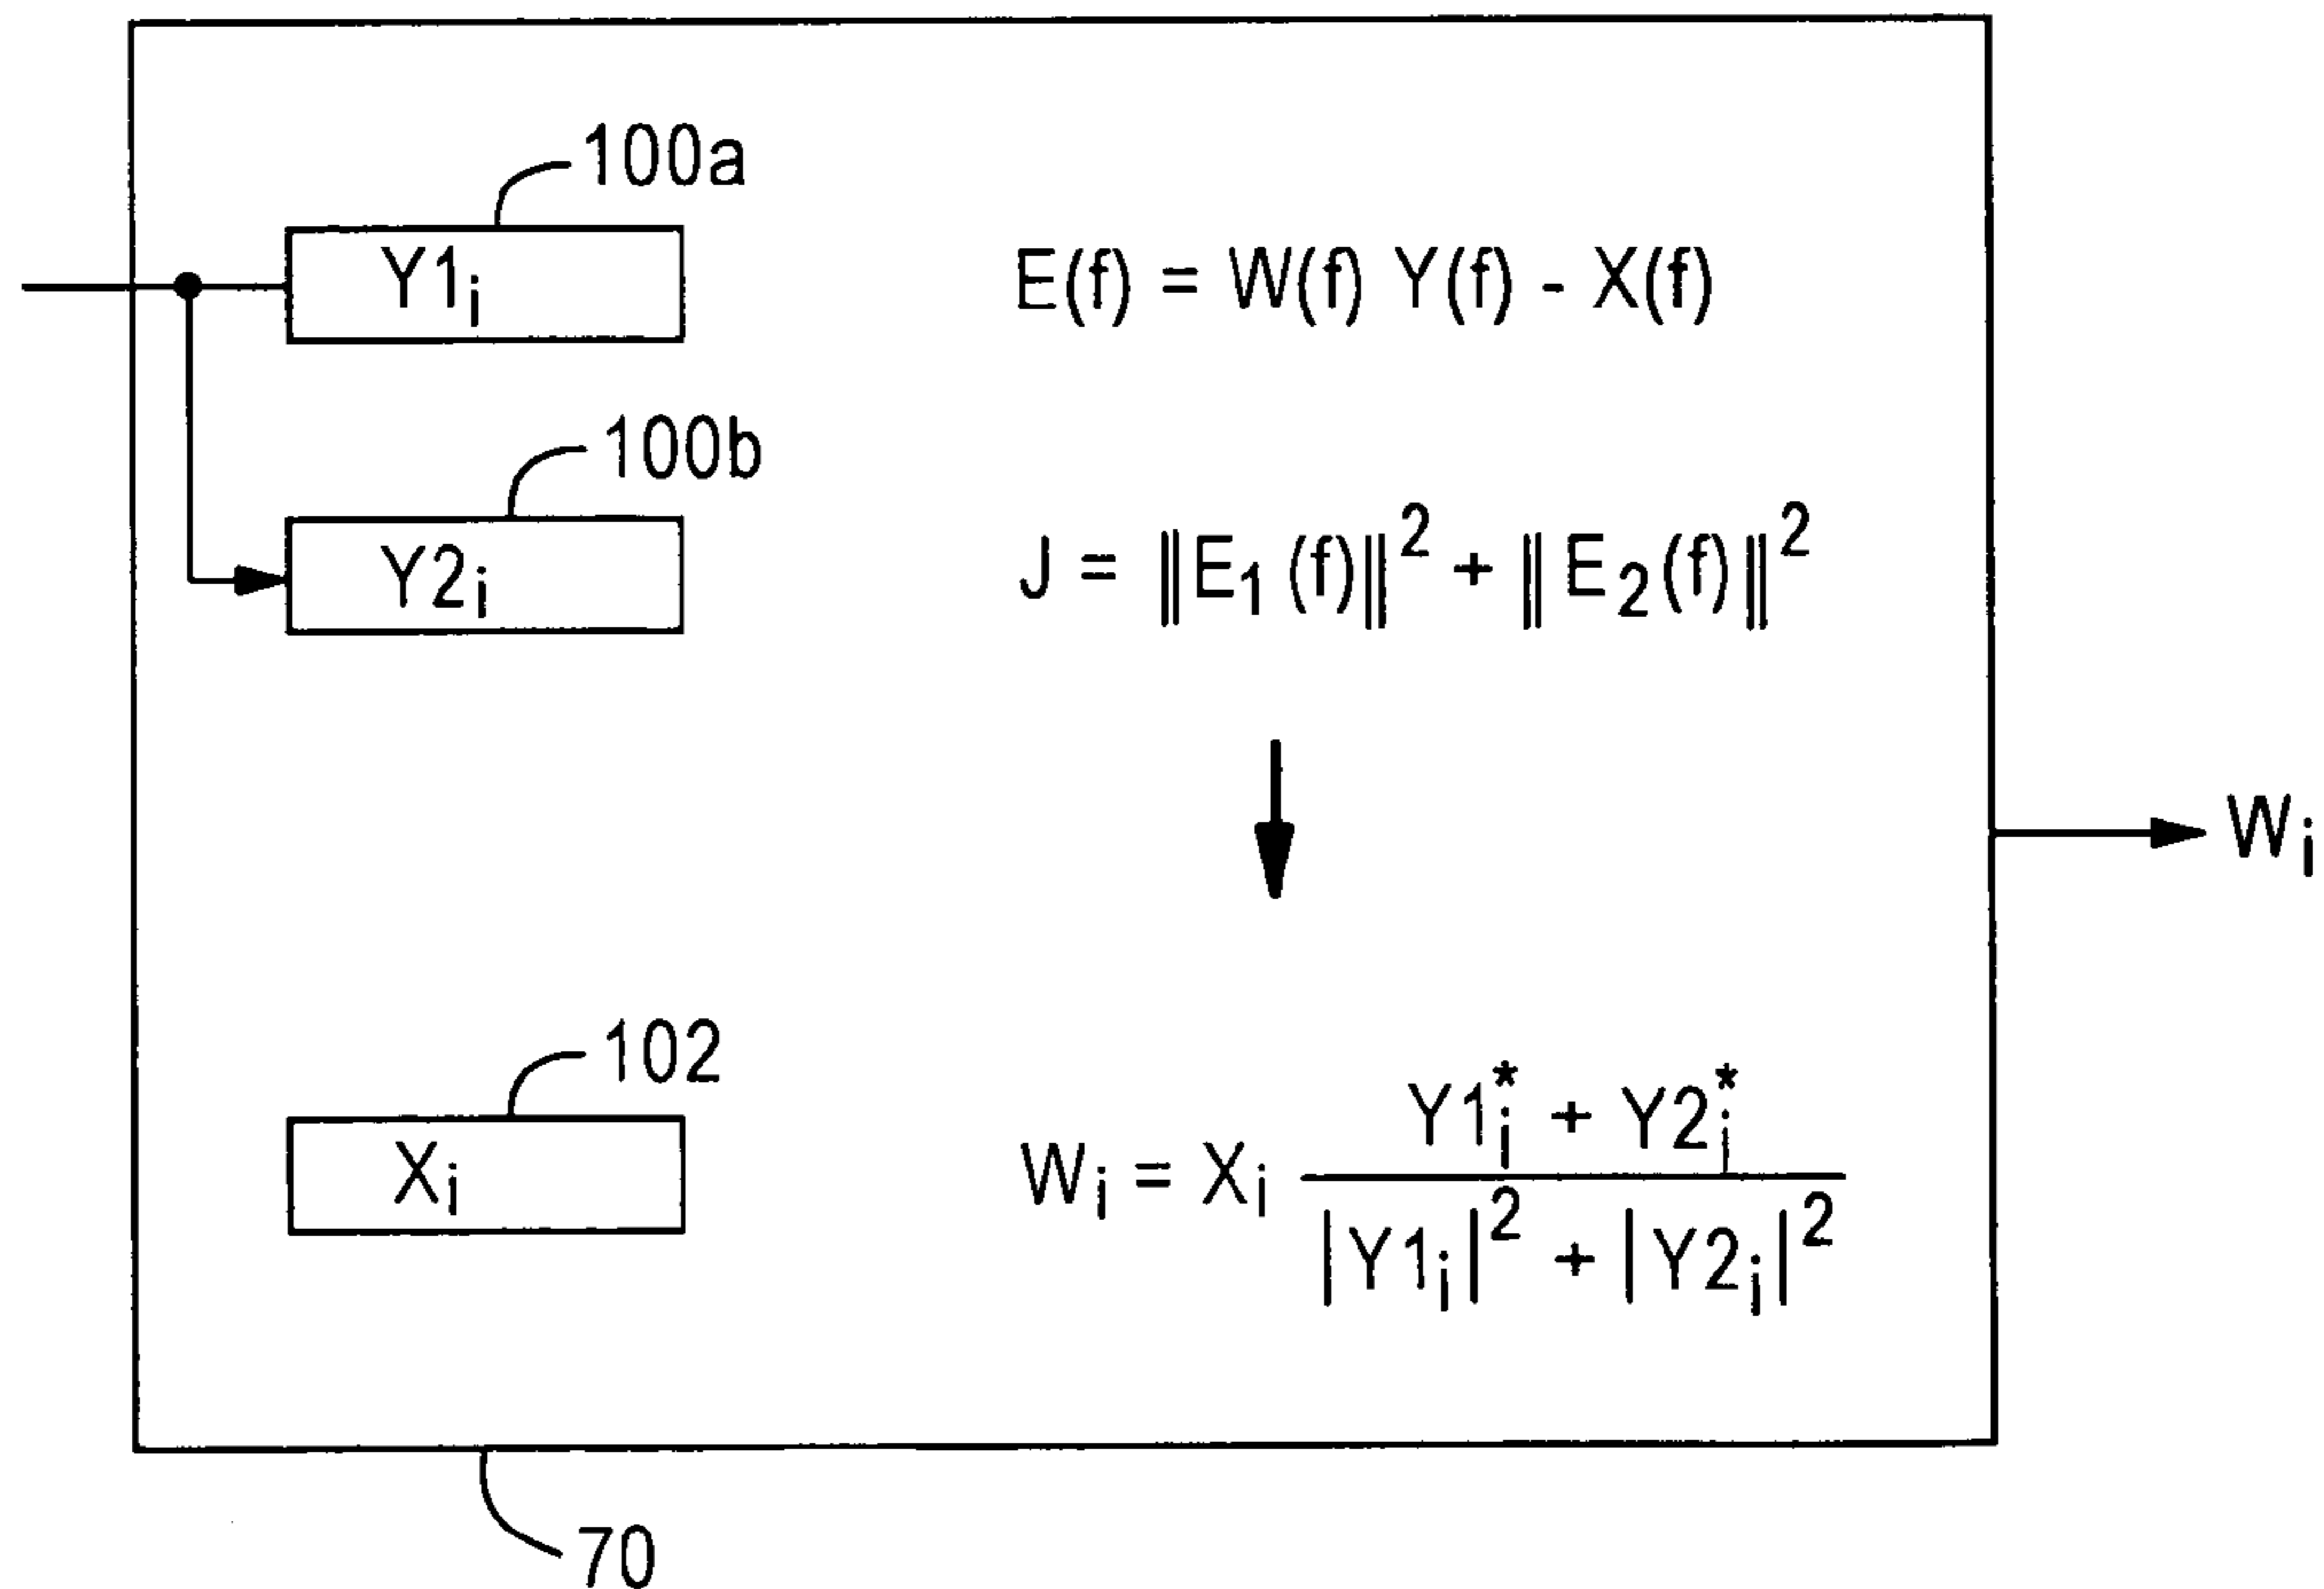 100a
Y1i
E(f) = W(f) Y(f) - X(f)
100b
Y2i
J = ‖E1 (f)‖2 + ‖E2 (f)‖2
Wi
102
Xi
Wi = Xi
Y1i* + Y2i*
|Y1i|2 + |Y2i|2
70